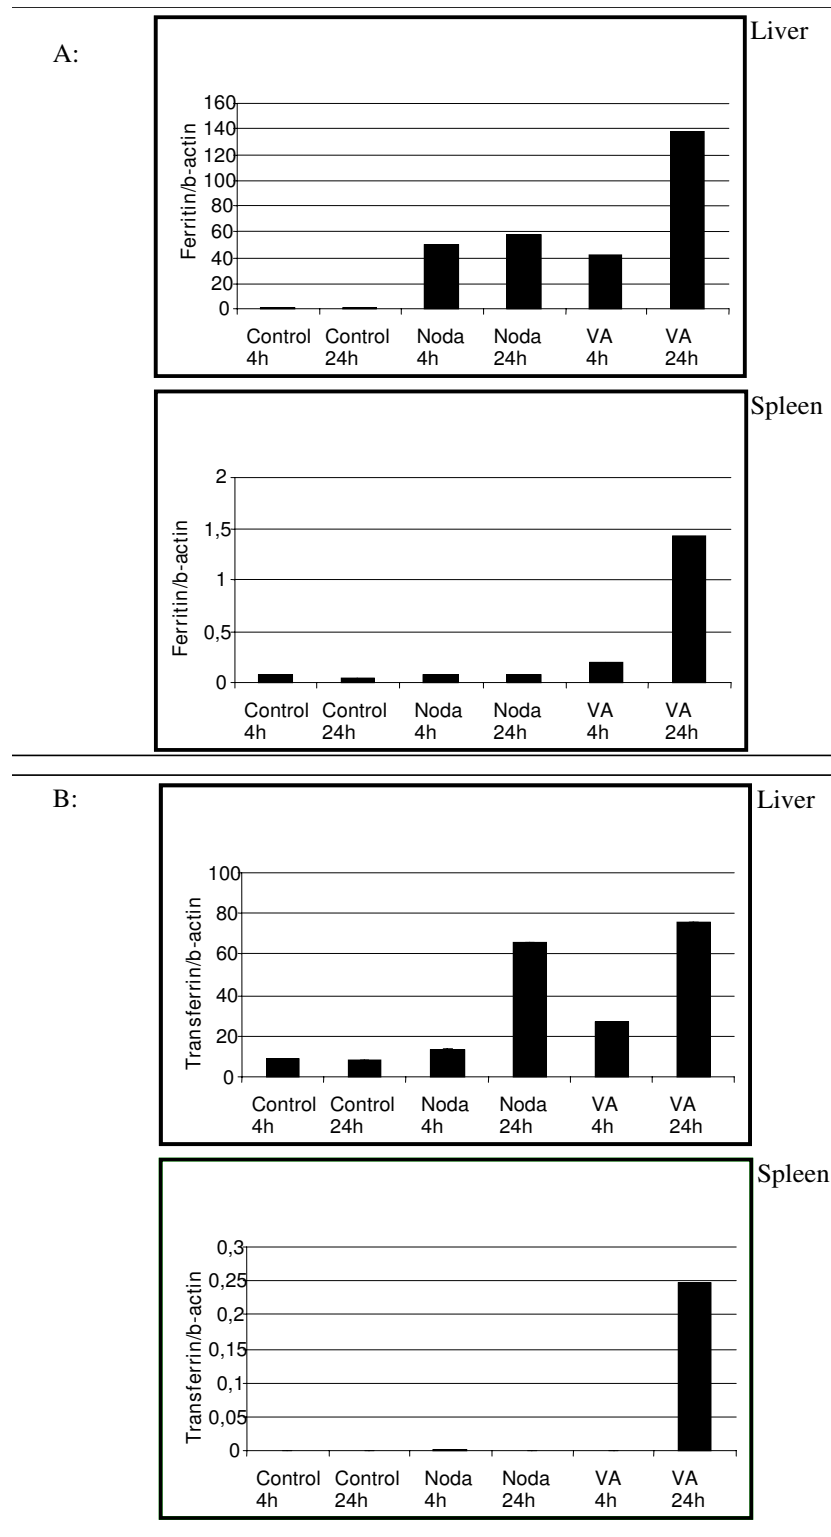 A:
Liver
Ferritin/b-actin
160
140
120
100
80
60
40
20
0
Control Control Noda Noda VA VA
4h 24h 4h 24h 4h 24h
Spleen
Ferritin/b-actin
2
1,5
1
0,5
0
Control Control Noda Noda VA VA
4h 24h 4h 24h 4h 24h
B:
Liver
Transferrin/b-actin
100
80
60
40
20
0
Control Control Noda Noda VA VA
4h 24h 4h 24h 4h 24h
Spleen
Transferrin/b-actin
0,3
0,25
0,2
0,15
0,1
0,05
0
Control Control Noda Noda VA VA
4h 24h 4h 24h 4h 24h